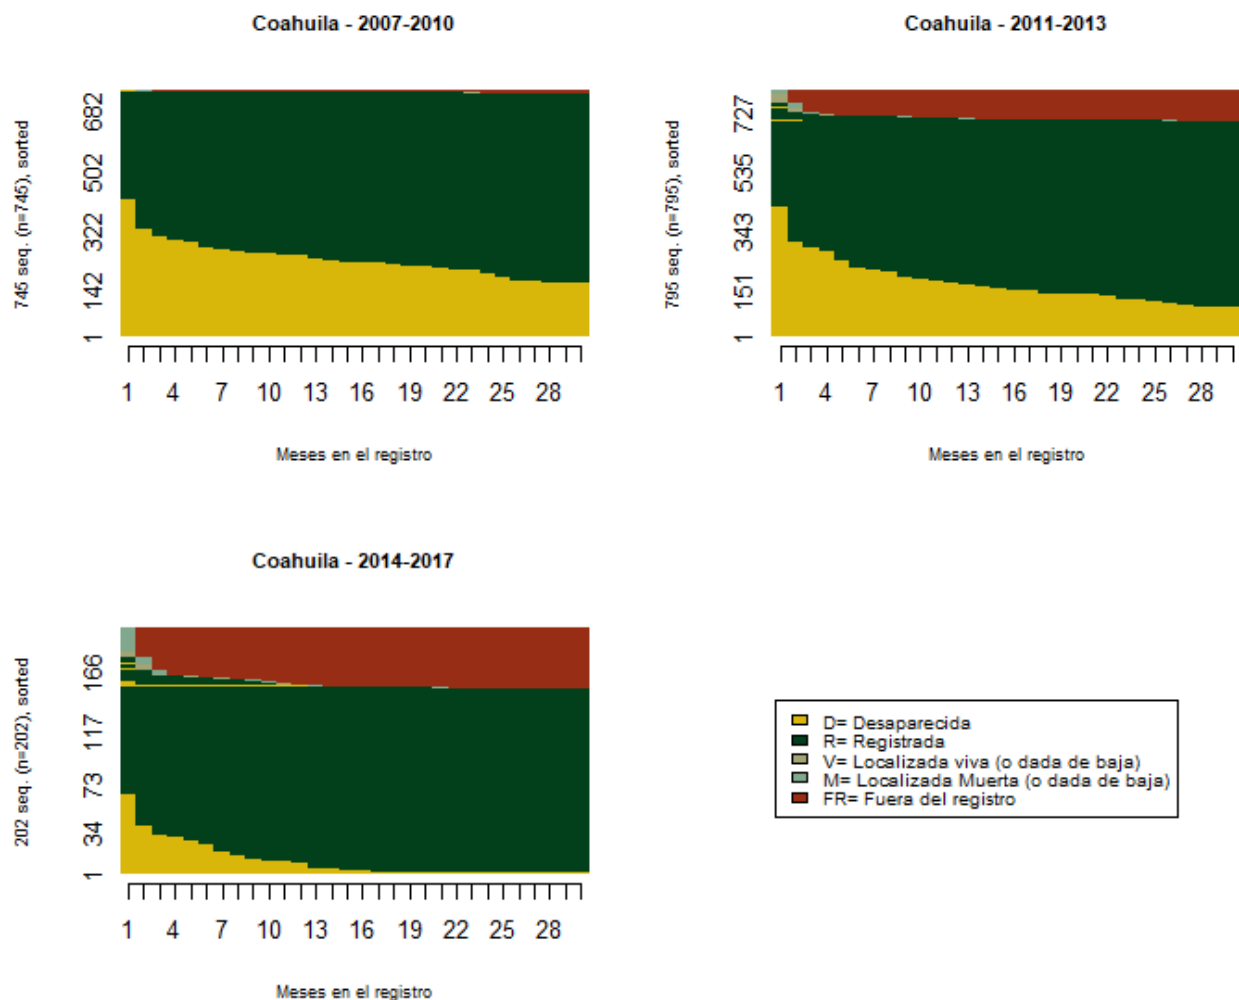 Coahuila - 2007-2010
745 seq. (n=745), sorted
682
502
322
142
1
1 4 7 10 13 16 19 22 25 28
Meses en el registro
Coahuila - 2011-2013
795 seq. (n=795), sorted
727
535
343
151
1
1 4 7 10 13 16 19 22 25 28
Meses en el registro
Coahuila - 2014-2017
202 seq. (n=202), sorted
166
117
73
34
1
1 4 7 10 13 16 19 22 25 28
Meses en el registro
D= Desaparecida
R= Registrada
V= Localizada viva (o dada de baja)
M= Localizada Muerta (o dada de baja)
FR= Fuera del registro